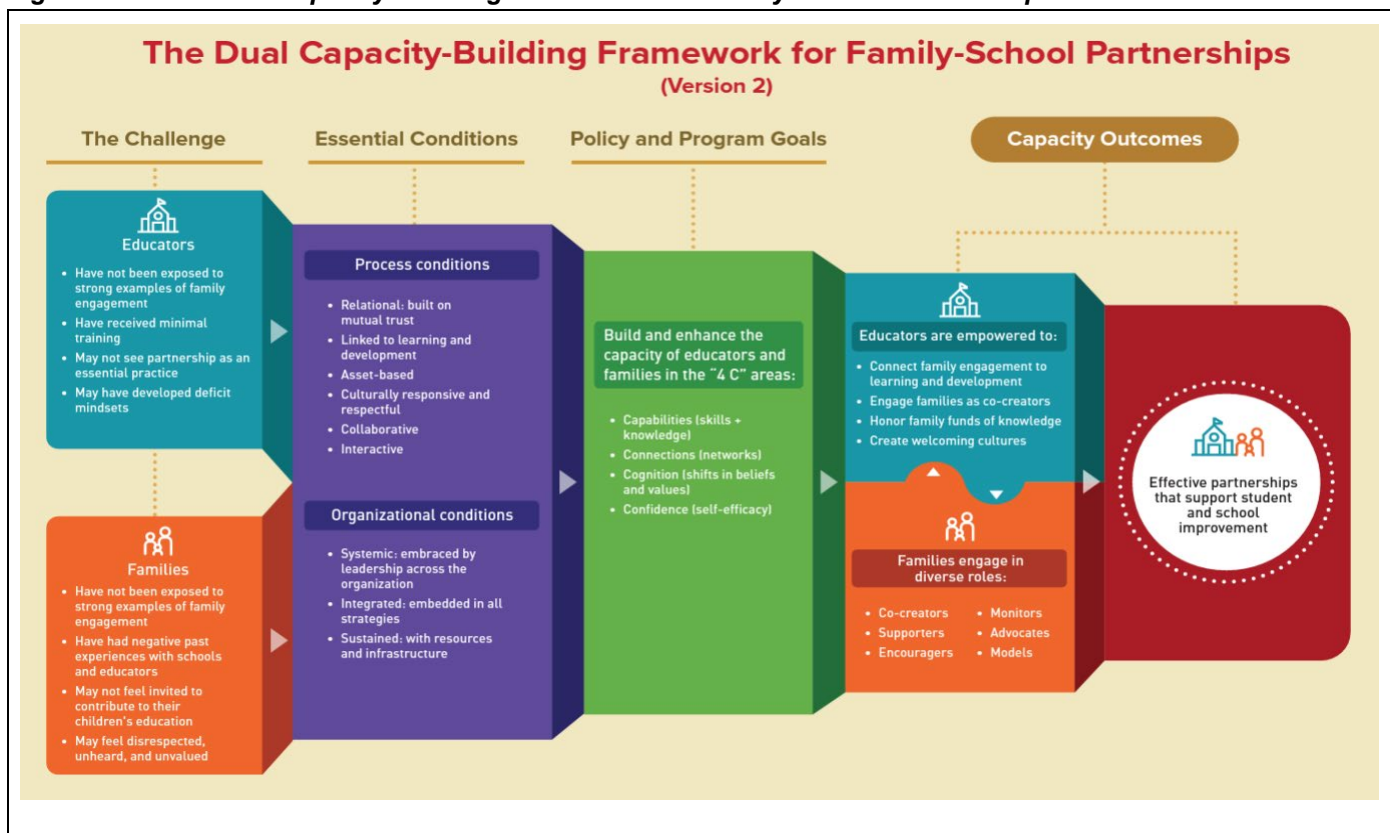 The Dual Capacity-Building Framework for Family-School Partnerships
(Version 2)
The Challenge
Educators
• Have not been exposed to
strong examples of family
engagement
• Have received minimal
training
• May not see partnership as an
essential practice
• May have developed deficit
mindsets
Families
• Have not been exposed to
strong examples of family
engagement
• Have had negative past
experiences with schools
and educators
• May not feel invited to
contribute to their
children's education
• May feel disrespected,
unheard, and unvalued
Essential Conditions
Process conditions
• Relational: built on
mutual trust
• Linked to learning and
development
• Asset-based
• Culturally responsive and
respectful
• Collaborative
• Interactive
Organizational conditions
• Systemic: embraced by
leadership across the
organization
• Integrated: embedded in all
strategies
• Sustained: with resources
and infrastructure
Policy and Program Goals
Build and enhance the
capacity of educators and
families in the "4 C" areas:
• Capabilities (skills +
knowledge)
• Connections (networks)
• Cognition (shifts in beliefs
and values)
• Confidence (self-efficacy)
Capacity Outcomes
Educators are empowered to:
• Connect family engagement to
learning and development
• Engage families as co-creators
• Honor family funds of knowledge
• Create welcoming cultures
Families engage in
diverse roles:
• Co-creators
• Supporters
• Encouragers
• Monitors
• Advocates
• Models
Effective partnerships
that support student
and school
improvement